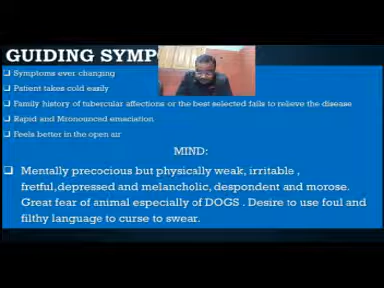 GUIDING SYMP
❑ Symptoms ever changing
❑ Patient takes cold easily
❑ Family history of tubercular affections or the best selected fails to relieve the disease
❑ Rapid and Mronounced emaciation
❑ Feels better in the open air
MIND:
❑ Mentally precocious but physically weak, irritable ,
fretful,depressed and melancholic, despondent and morose.
Great fear of animal especially of DOGS . Desire to use foul and
filthy language to curse to swear.